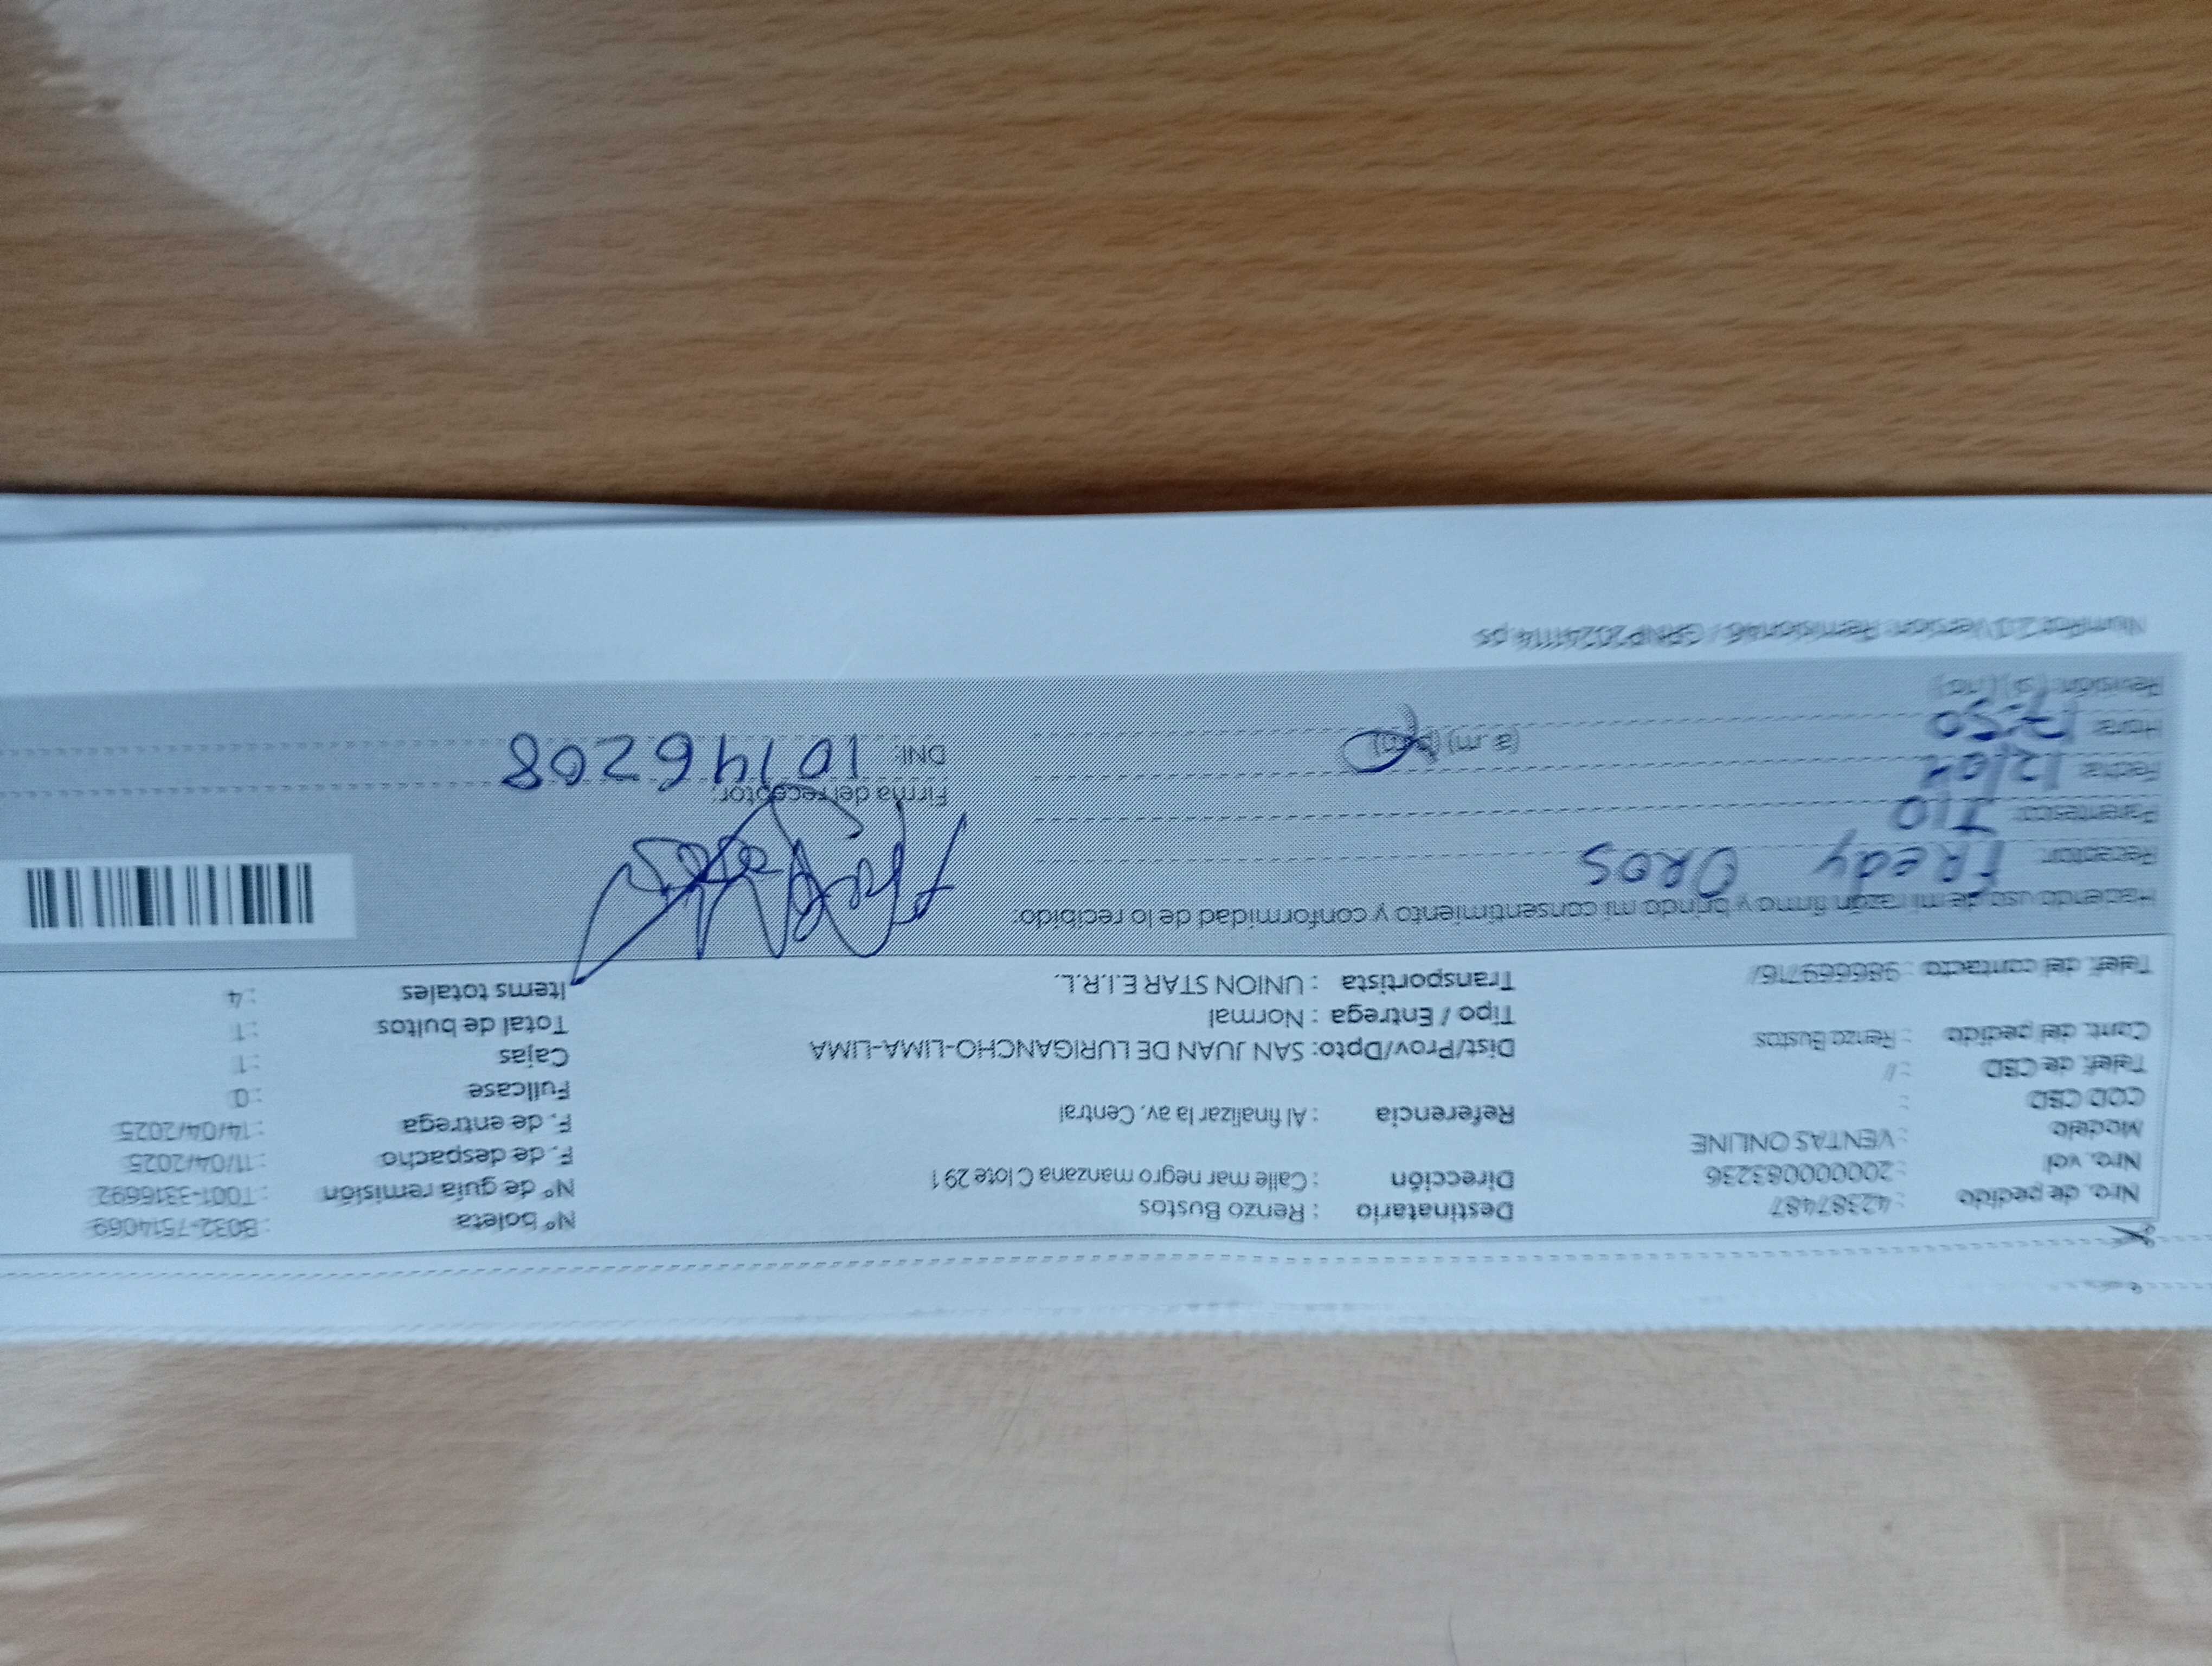 Nro. de pedido : 42387487
Nro. vol : 20000083236
Modelo : VENTAS ONLINE
COD CSD :
Telef. de CSD : //
Cont. del pedido : Renzo Bustos
Telef. del contacto : 986669716/
Destinatario : Renzo Bustos
Dirección : Calle mar negro manzana C lote 29 1
Referencia : Al finalizar la av. Central
Dist/Prov/Dpto: SAN JUAN DE LURIGANCHO-LIMA-LIMA
Tipo / Entrega : Normal
Transportista : UNION STAR E.I.R.L.
N° boleta : B032-7514069
N° de guía remisión : T001-3316692
F. de despacho : 11/04/2025
F. de entrega : 14/04/2025
Fullcase : 0
Cajas : 1
Total de bultos : 1
Items totales : 4
Haciendo uso de mi razón firmo y brindo mi consentimiento y conformidad de lo recibido:
Receptor: FRedy OROS
Parentesco: TIO
Fecha: 12/04
Hora: 17:50 (a.m) (p.m)
Revisión: (si) (no)
Firma del receptor:
DNI: 10146208
Version: Remision46 / GRNP20241114.ps